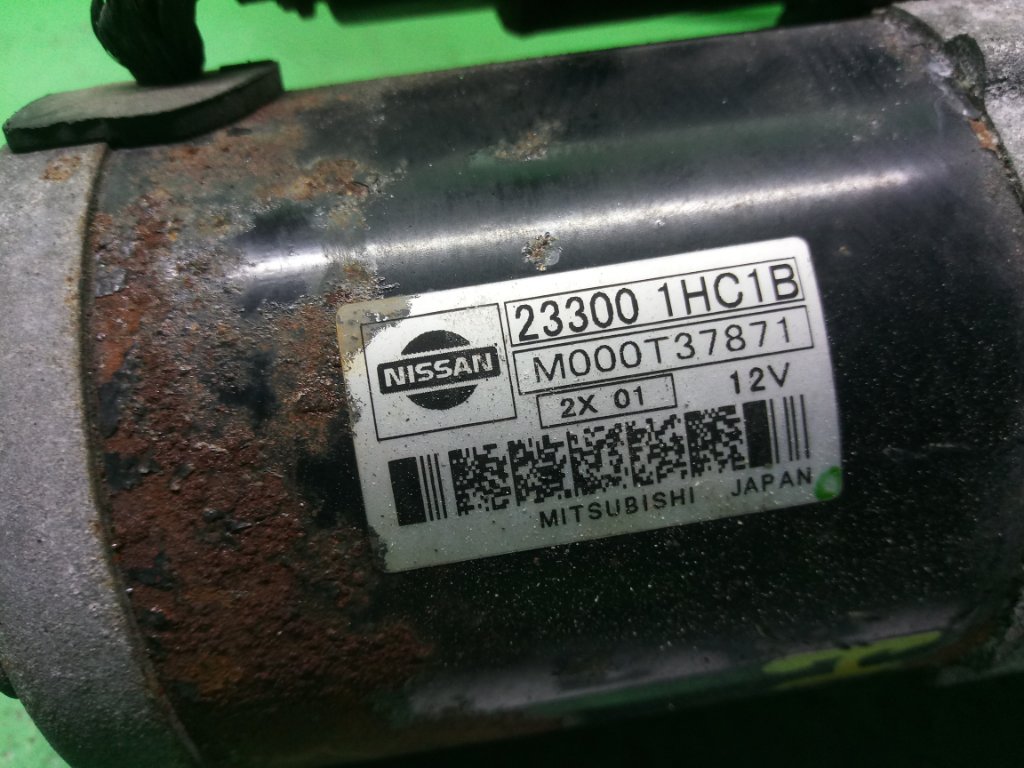 NISSAN
23300 1HC1B
M000T37871
2X 01
12V
MITSUBISHI JAPAN